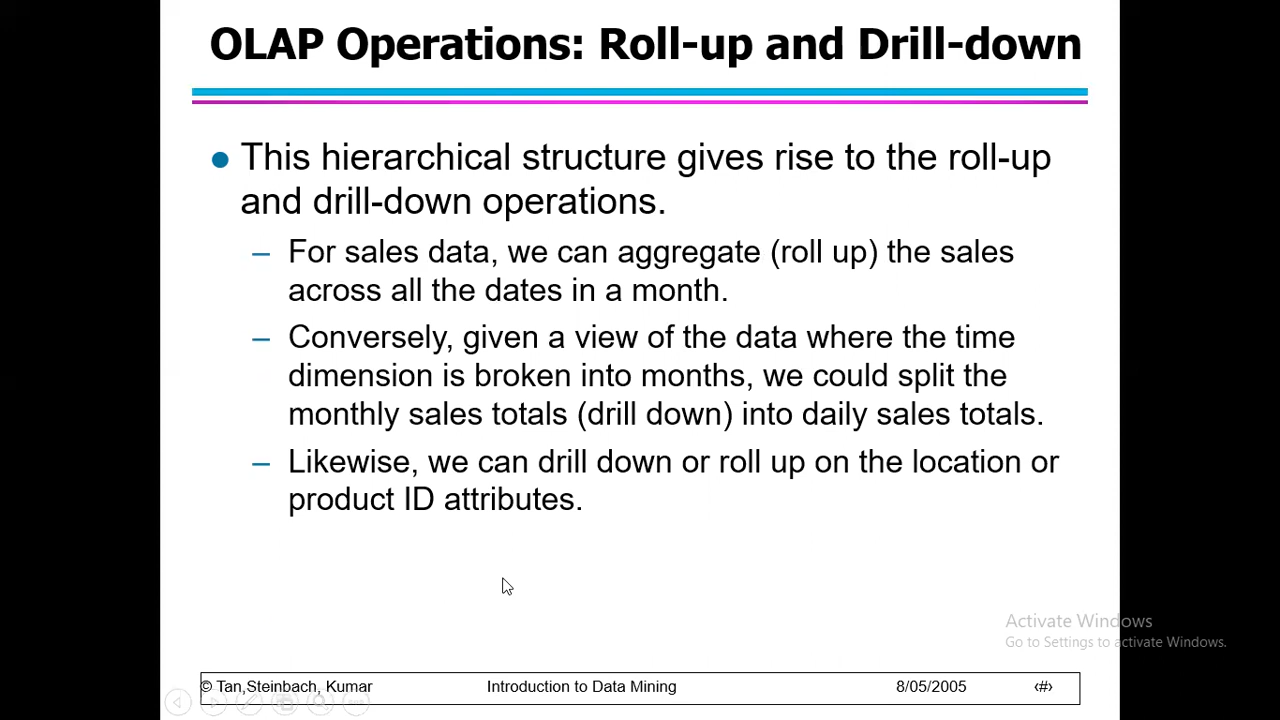 OLAP Operations: Roll-up and Drill-down
● This hierarchical structure gives rise to the roll-up
and drill-down operations.
– For sales data, we can aggregate (roll up) the sales
across all the dates in a month.
– Conversely, given a view of the data where the time
dimension is broken into months, we could split the
monthly sales totals (drill down) into daily sales totals.
– Likewise, we can drill down or roll up on the location or
product ID attributes.
Activate Windows
Go to Settings to activate Windows.
© Tan,Steinbach, Kumar Introduction to Data Mining 8/05/2005 ‹#›